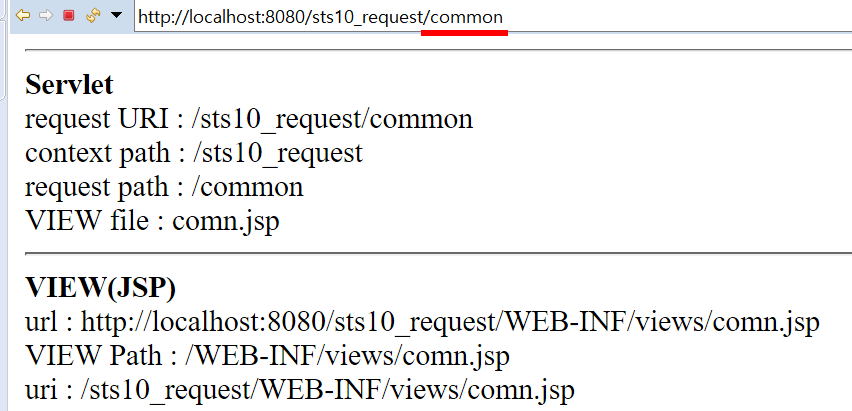 http://localhost:8080/sts10_request/common
Servlet
request URI : /sts10_request/common
context path : /sts10_request
request path : /common
VIEW file : comn.jsp
VIEW(JSP)
url : http://localhost:8080/sts10_request/WEB-INF/views/comn.jsp
VIEW Path : /WEB-INF/views/comn.jsp
uri : /sts10_request/WEB-INF/views/comn.jsp